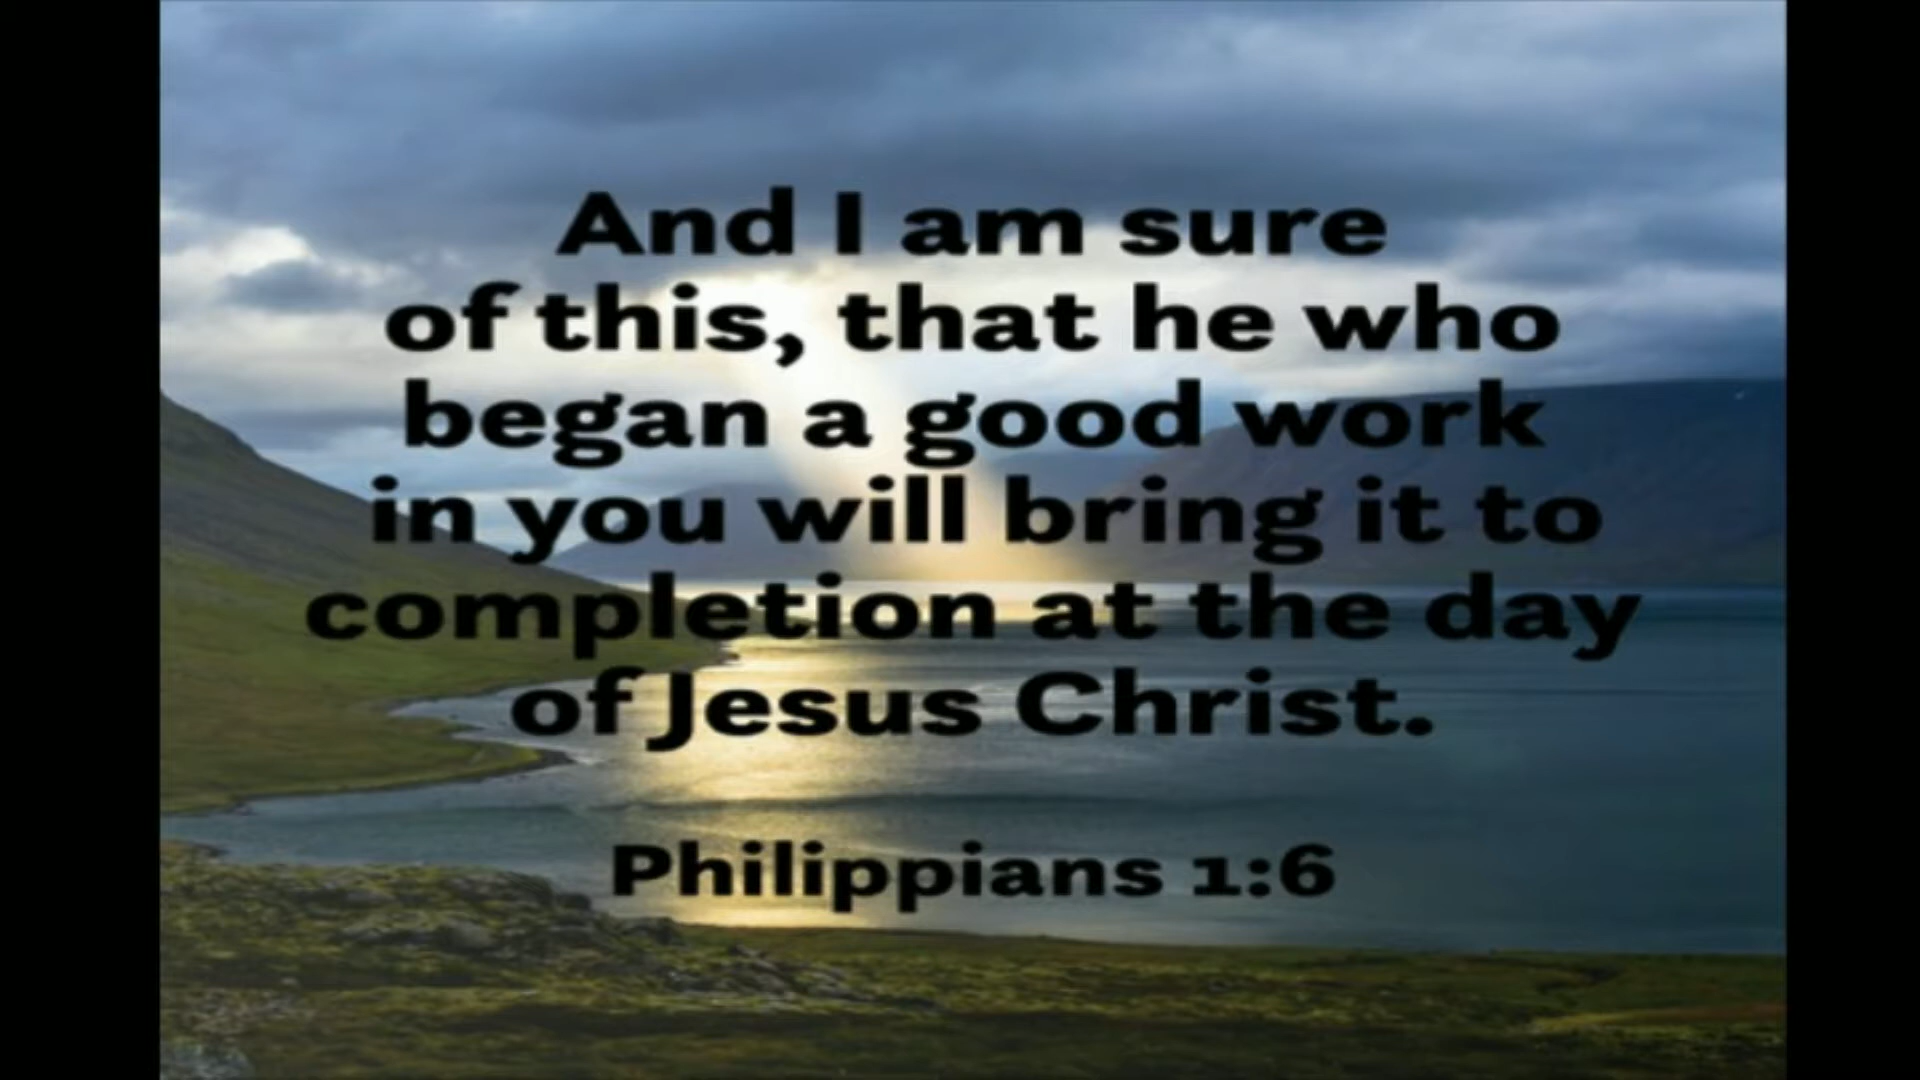 And I am sure
of this, that he who
began a good work
in you will bring it to
completion at the day
of Jesus Christ.
Philippians 1:6